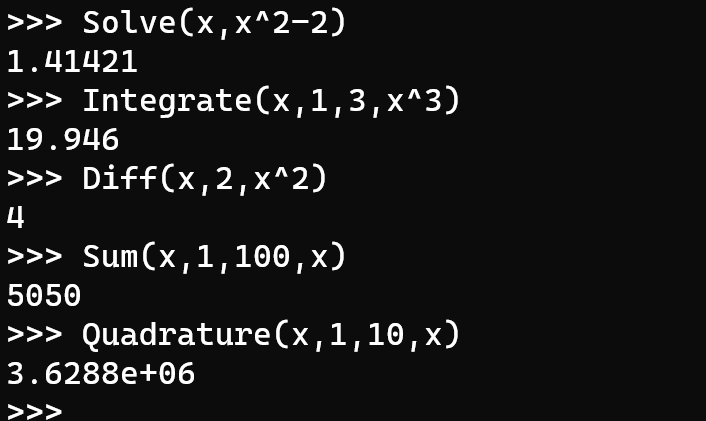 >>> Solve(x,x^2-2)
1.41421
>>> Integrate(x,1,3,x^3)
19.946
>>> Diff(x,2,x^2)
4
>>> Sum(x,1,100,x)
5050
>>> Quadrature(x,1,10,x)
3.6288e+06
>>>